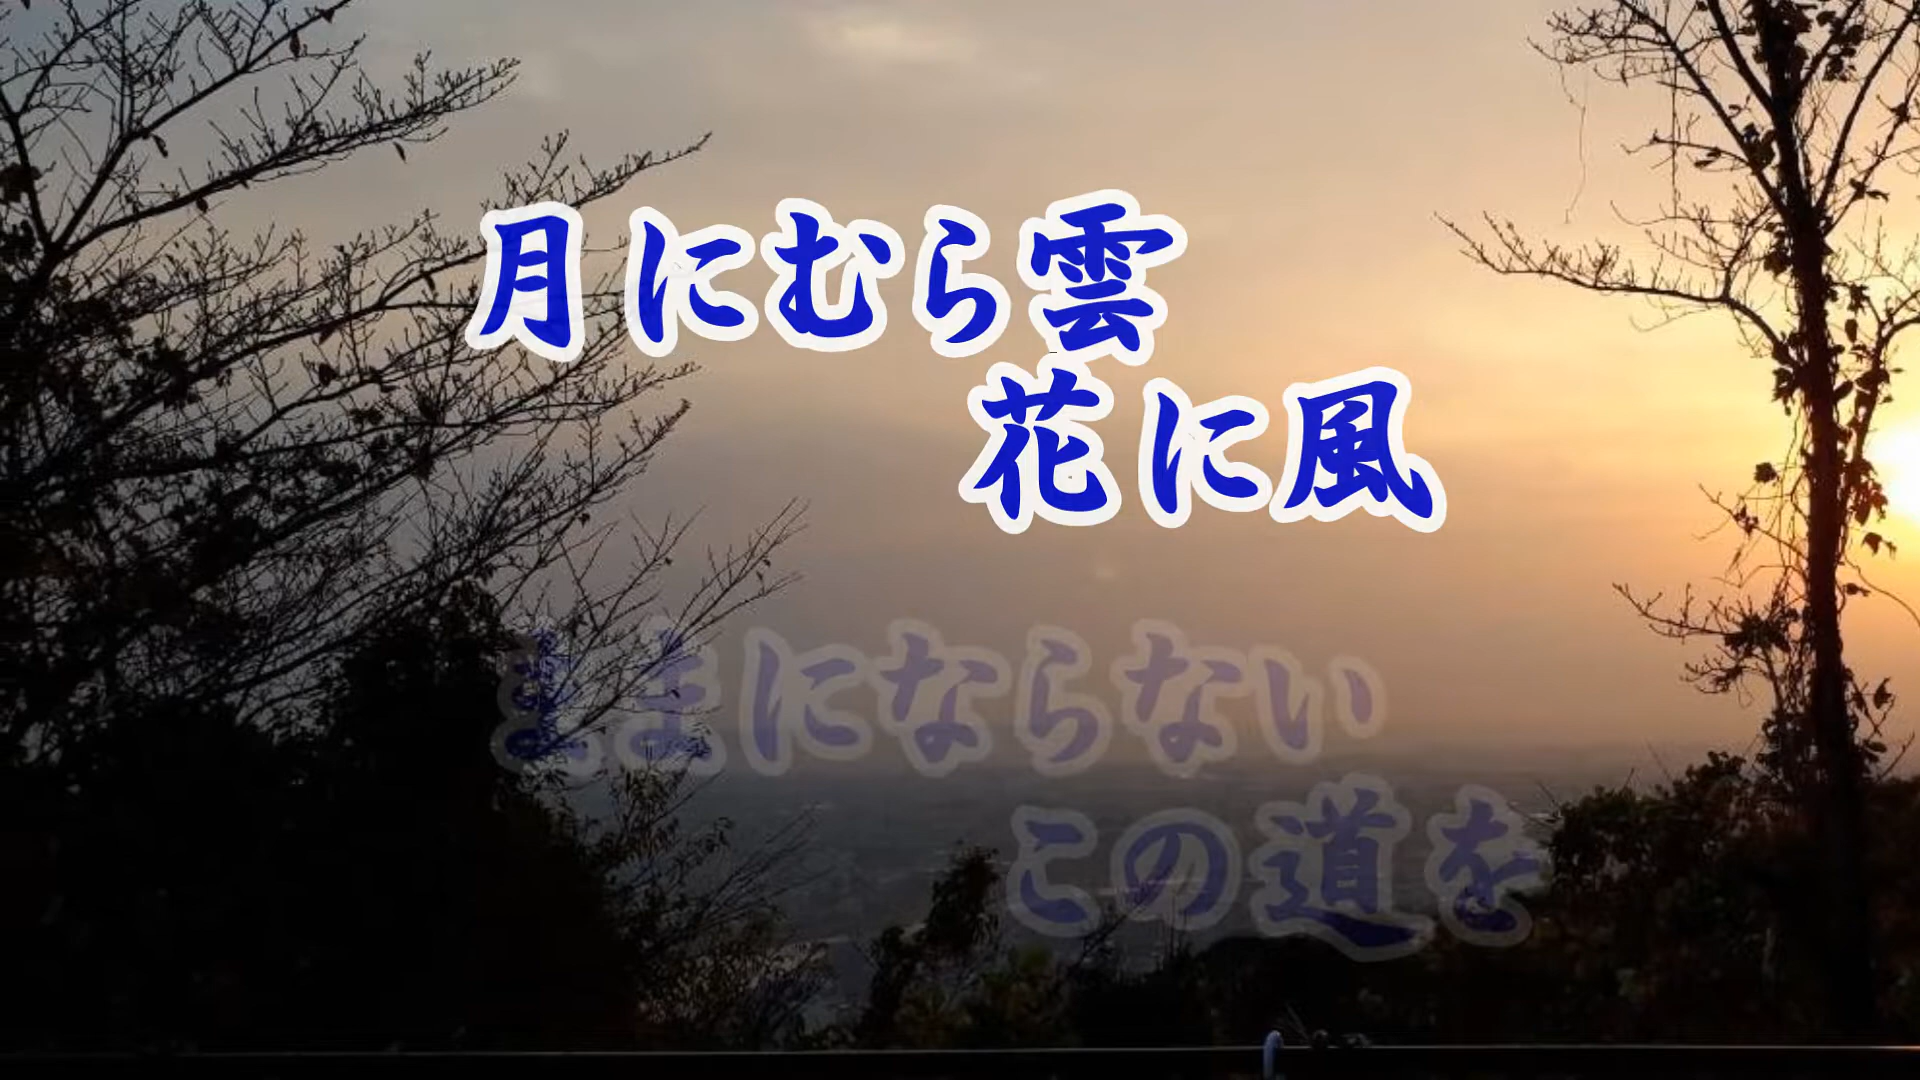 月にむら雲
花に風
ままにならない
この道を